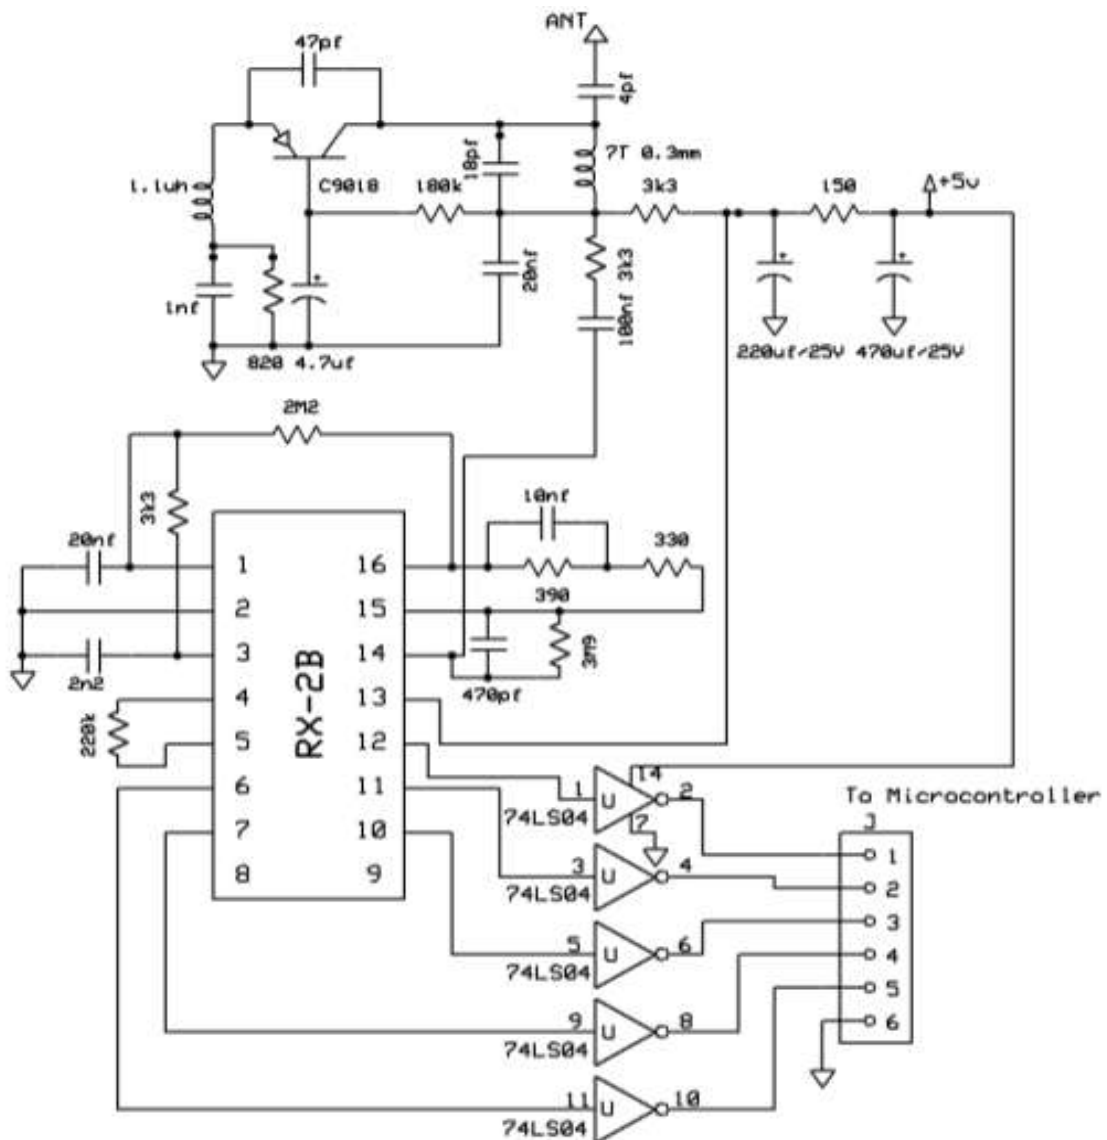 ANT
47pf
4pf
18pf
7T 0.3mm
1.1uh
C9018
180k
3k3
150
+5v
1nf
20nf
3k3
+
+
+
100nf
820 4.7uf
220uf/25V 470uf/25V
2M2
3k3
10nf
20nf
330
1 16
390
2 15
3 14
3M9
2n2
470pf
RX-2B
4 13
220k
5 12
6 11
7 10
8 9
1 U 14 2
74LS04
7
To Microcontroller
J
3 4
74LS04
5 U 6
74LS04
9 U 8
74LS04
11 U 10
74LS04
1
2
3
4
5
6